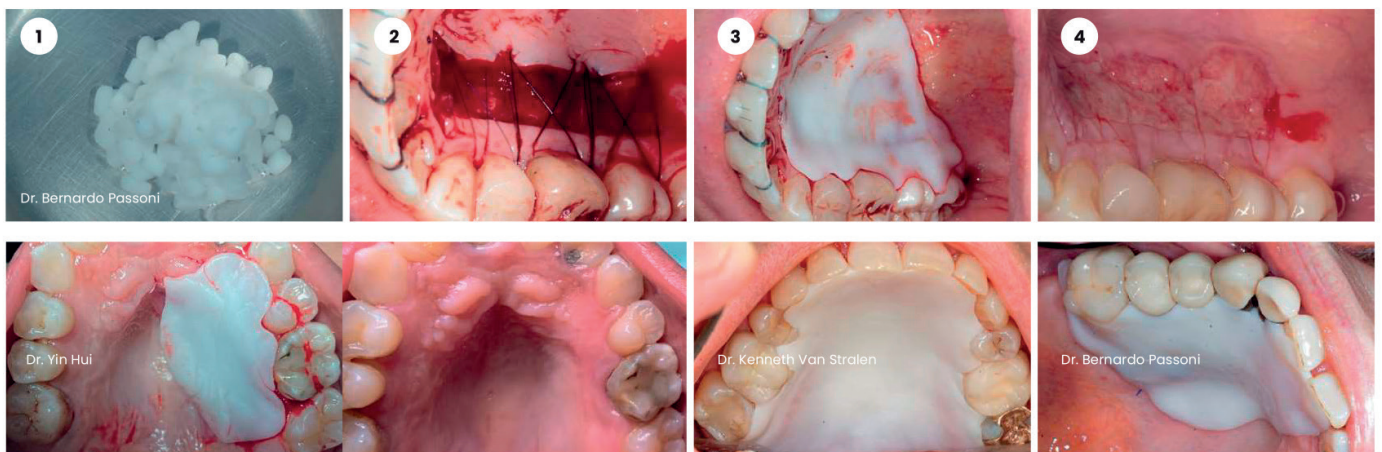 1
2
3
4
Dr. Bernardo Passoni
Dr. Yin Hui
Dr. Kenneth Van Stralen
Dr. Bernardo Passoni